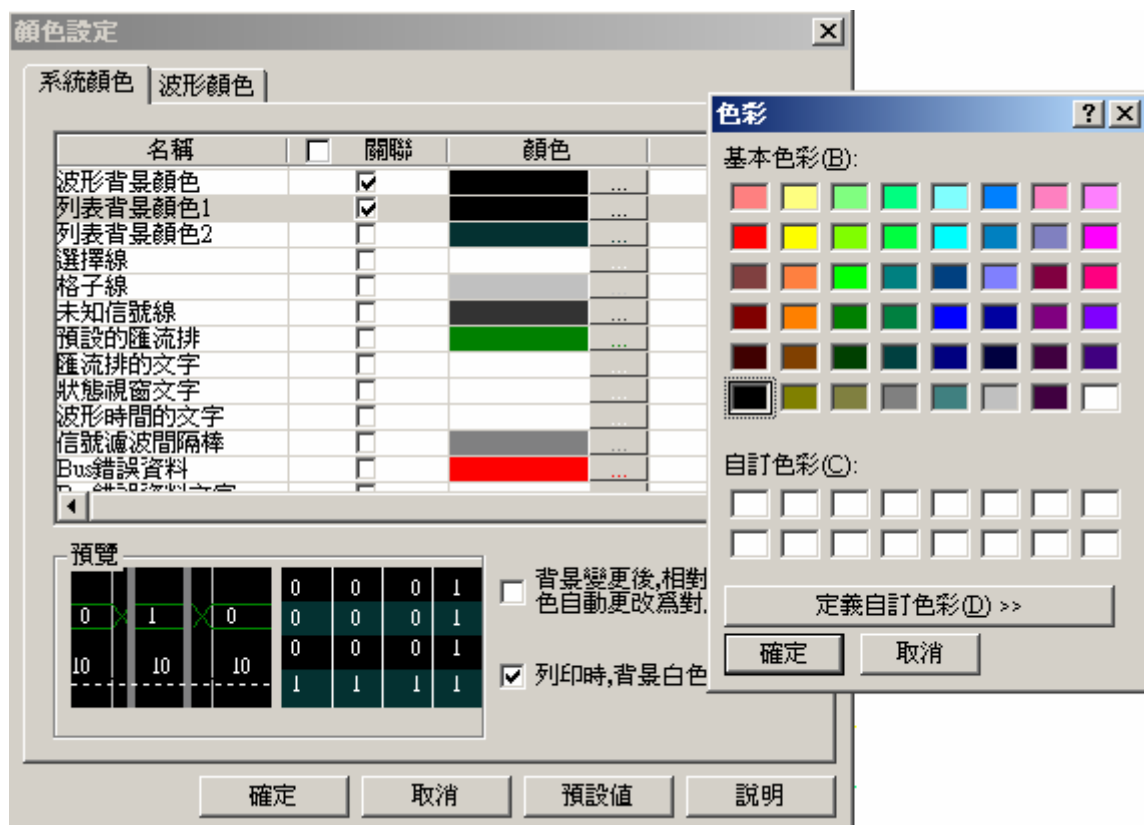 顏色設定
系統顏色
波形顏色
名稱 關聯 顏色
波形背景顏色 ...
列表背景顏色1 ...
列表背景顏色2 ...
選擇線 ...
格子線 ...
未知信號線 ...
預設的匯流排 ...
匯流排的文字 ...
狀態視窗文字 ...
波形時間的文字 ...
信號濾波間隔棒 ...
Bus錯誤資料 ...
預覽
0 1 0
10 10 10
0 0 0 1
0 0 0 1
0 0 0 1
1 1 1 1
背景變更後,相對
色自動更改爲對
列印時,背景白色
確定 取消 預設值 説明
色彩
基本色彩(B):
自訂色彩(C):
定義自訂色彩(D) >>
確定 取消